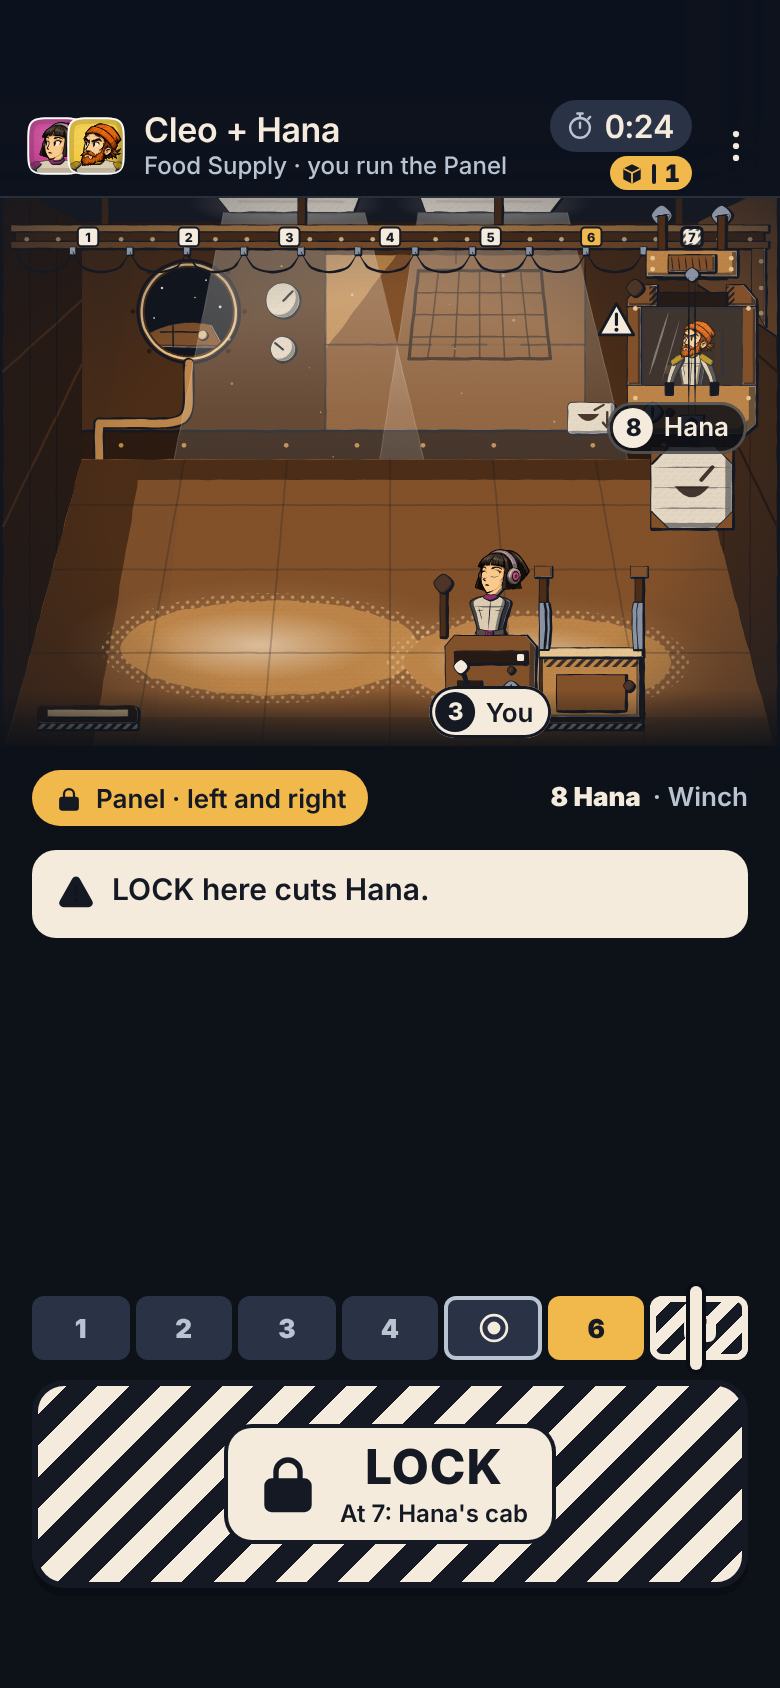 Cleo + Hana
Food Supply · you run the Panel
0:24
1
1 2 3 4 5 6 7
8 Hana
3 You
Panel · left and right
8 Hana · Winch
LOCK here cuts Hana.
1 2 3 4 6
LOCK
At 7: Hana's cab